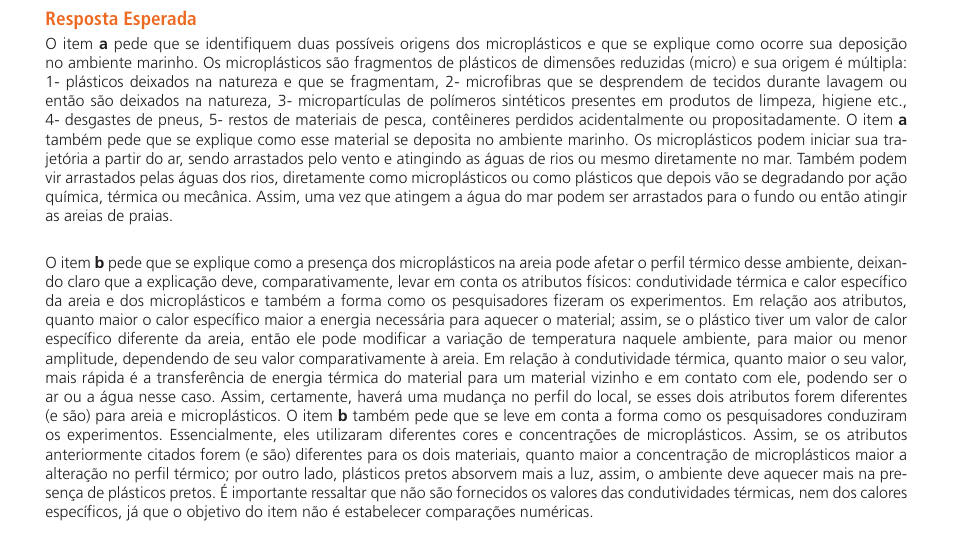 Resposta Esperada
O item a pede que se identifiquem duas possíveis origens dos microplásticos e que se explique como ocorre sua deposição
no ambiente marinho. Os microplásticos são fragmentos de plásticos de dimensões reduzidas (micro) e sua origem é múltipla:
1- plásticos deixados na natureza e que se fragmentam, 2- microfibras que se desprendem de tecidos durante lavagem ou
então são deixados na natureza, 3- micropartículas de polímeros sintéticos presentes em produtos de limpeza, higiene etc.,
4- desgastes de pneus, 5- restos de materiais de pesca, contêineres perdidos acidentalmente ou propositadamente. O item a
também pede que se explique como esse material se deposita no ambiente marinho. Os microplásticos podem iniciar sua tra-
jetória a partir do ar, sendo arrastados pelo vento e atingindo as águas de rios ou mesmo diretamente no mar. Também podem
vir arrastados pelas águas dos rios, diretamente como microplásticos ou como plásticos que depois vão se degradando por ação
química, térmica ou mecânica. Assim, uma vez que atingem a água do mar podem ser arrastados para o fundo ou então atingir
as areias de praias.
O item b pede que se explique como a presença dos microplásticos na areia pode afetar o perfil térmico desse ambiente, deixan-
do claro que a explicação deve, comparativamente, levar em conta os atributos físicos: condutividade térmica e calor específico
da areia e dos microplásticos e também a forma como os pesquisadores fizeram os experimentos. Em relação aos atributos,
quanto maior o calor específico maior a energia necessária para aquecer o material; assim, se o plástico tiver um valor de calor
específico diferente da areia, então ele pode modificar a variação de temperatura naquele ambiente, para maior ou menor
amplitude, dependendo de seu valor comparativamente à areia. Em relação à condutividade térmica, quanto maior o seu valor,
mais rápida é a transferência de energia térmica do material para um material vizinho e em contato com ele, podendo ser o
ar ou a água nesse caso. Assim, certamente, haverá uma mudança no perfil do local, se esses dois atributos forem diferentes
(e são) para areia e microplásticos. O item b também pede que se leve em conta a forma como os pesquisadores conduziram
os experimentos. Essencialmente, eles utilizaram diferentes cores e concentrações de microplásticos. Assim, se os atributos
anteriormente citados forem (e são) diferentes para os dois materiais, quanto maior a concentração de microplásticos maior a
alteração no perfil térmico; por outro lado, plásticos pretos absorvem mais a luz, assim, o ambiente deve aquecer mais na pre-
sença de plásticos pretos. É importante ressaltar que não são fornecidos os valores das condutividades térmicas, nem dos calores
específicos, já que o objetivo do item não é estabelecer comparações numéricas.